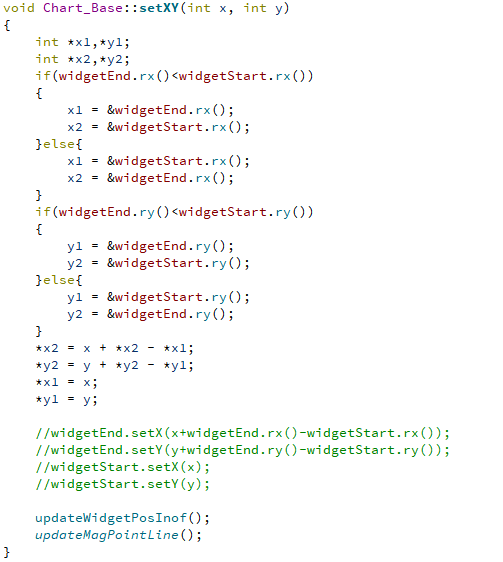 void Chart_Base::setXY(int x, int y)
{
    int *x1,*y1;
    int *x2,*y2;
    if(widgetEnd.rx()<widgetStart.rx())
    {
        x1 = &widgetEnd.rx();
        x2 = &widgetStart.rx();
    }else{
        x1 = &widgetStart.rx();
        x2 = &widgetEnd.rx();
    }
    if(widgetEnd.ry()<widgetStart.ry())
    {
        y1 = &widgetEnd.ry();
        y2 = &widgetStart.ry();
    }else{
        y1 = &widgetStart.ry();
        y2 = &widgetEnd.ry();
    }
    *x2 = x + *x2 - *x1;
    *y2 = y + *y2 - *y1;
    *x1 = x;
    *y1 = y;

    //widgetEnd.setX(x+widgetEnd.rx()-widgetStart.rx());
    //widgetEnd.setY(y+widgetEnd.ry()-widgetStart.ry());
    //widgetStart.setX(x);
    //widgetStart.setY(y);

    updateWidgetPosInof();
    updateMagPointLine();
}